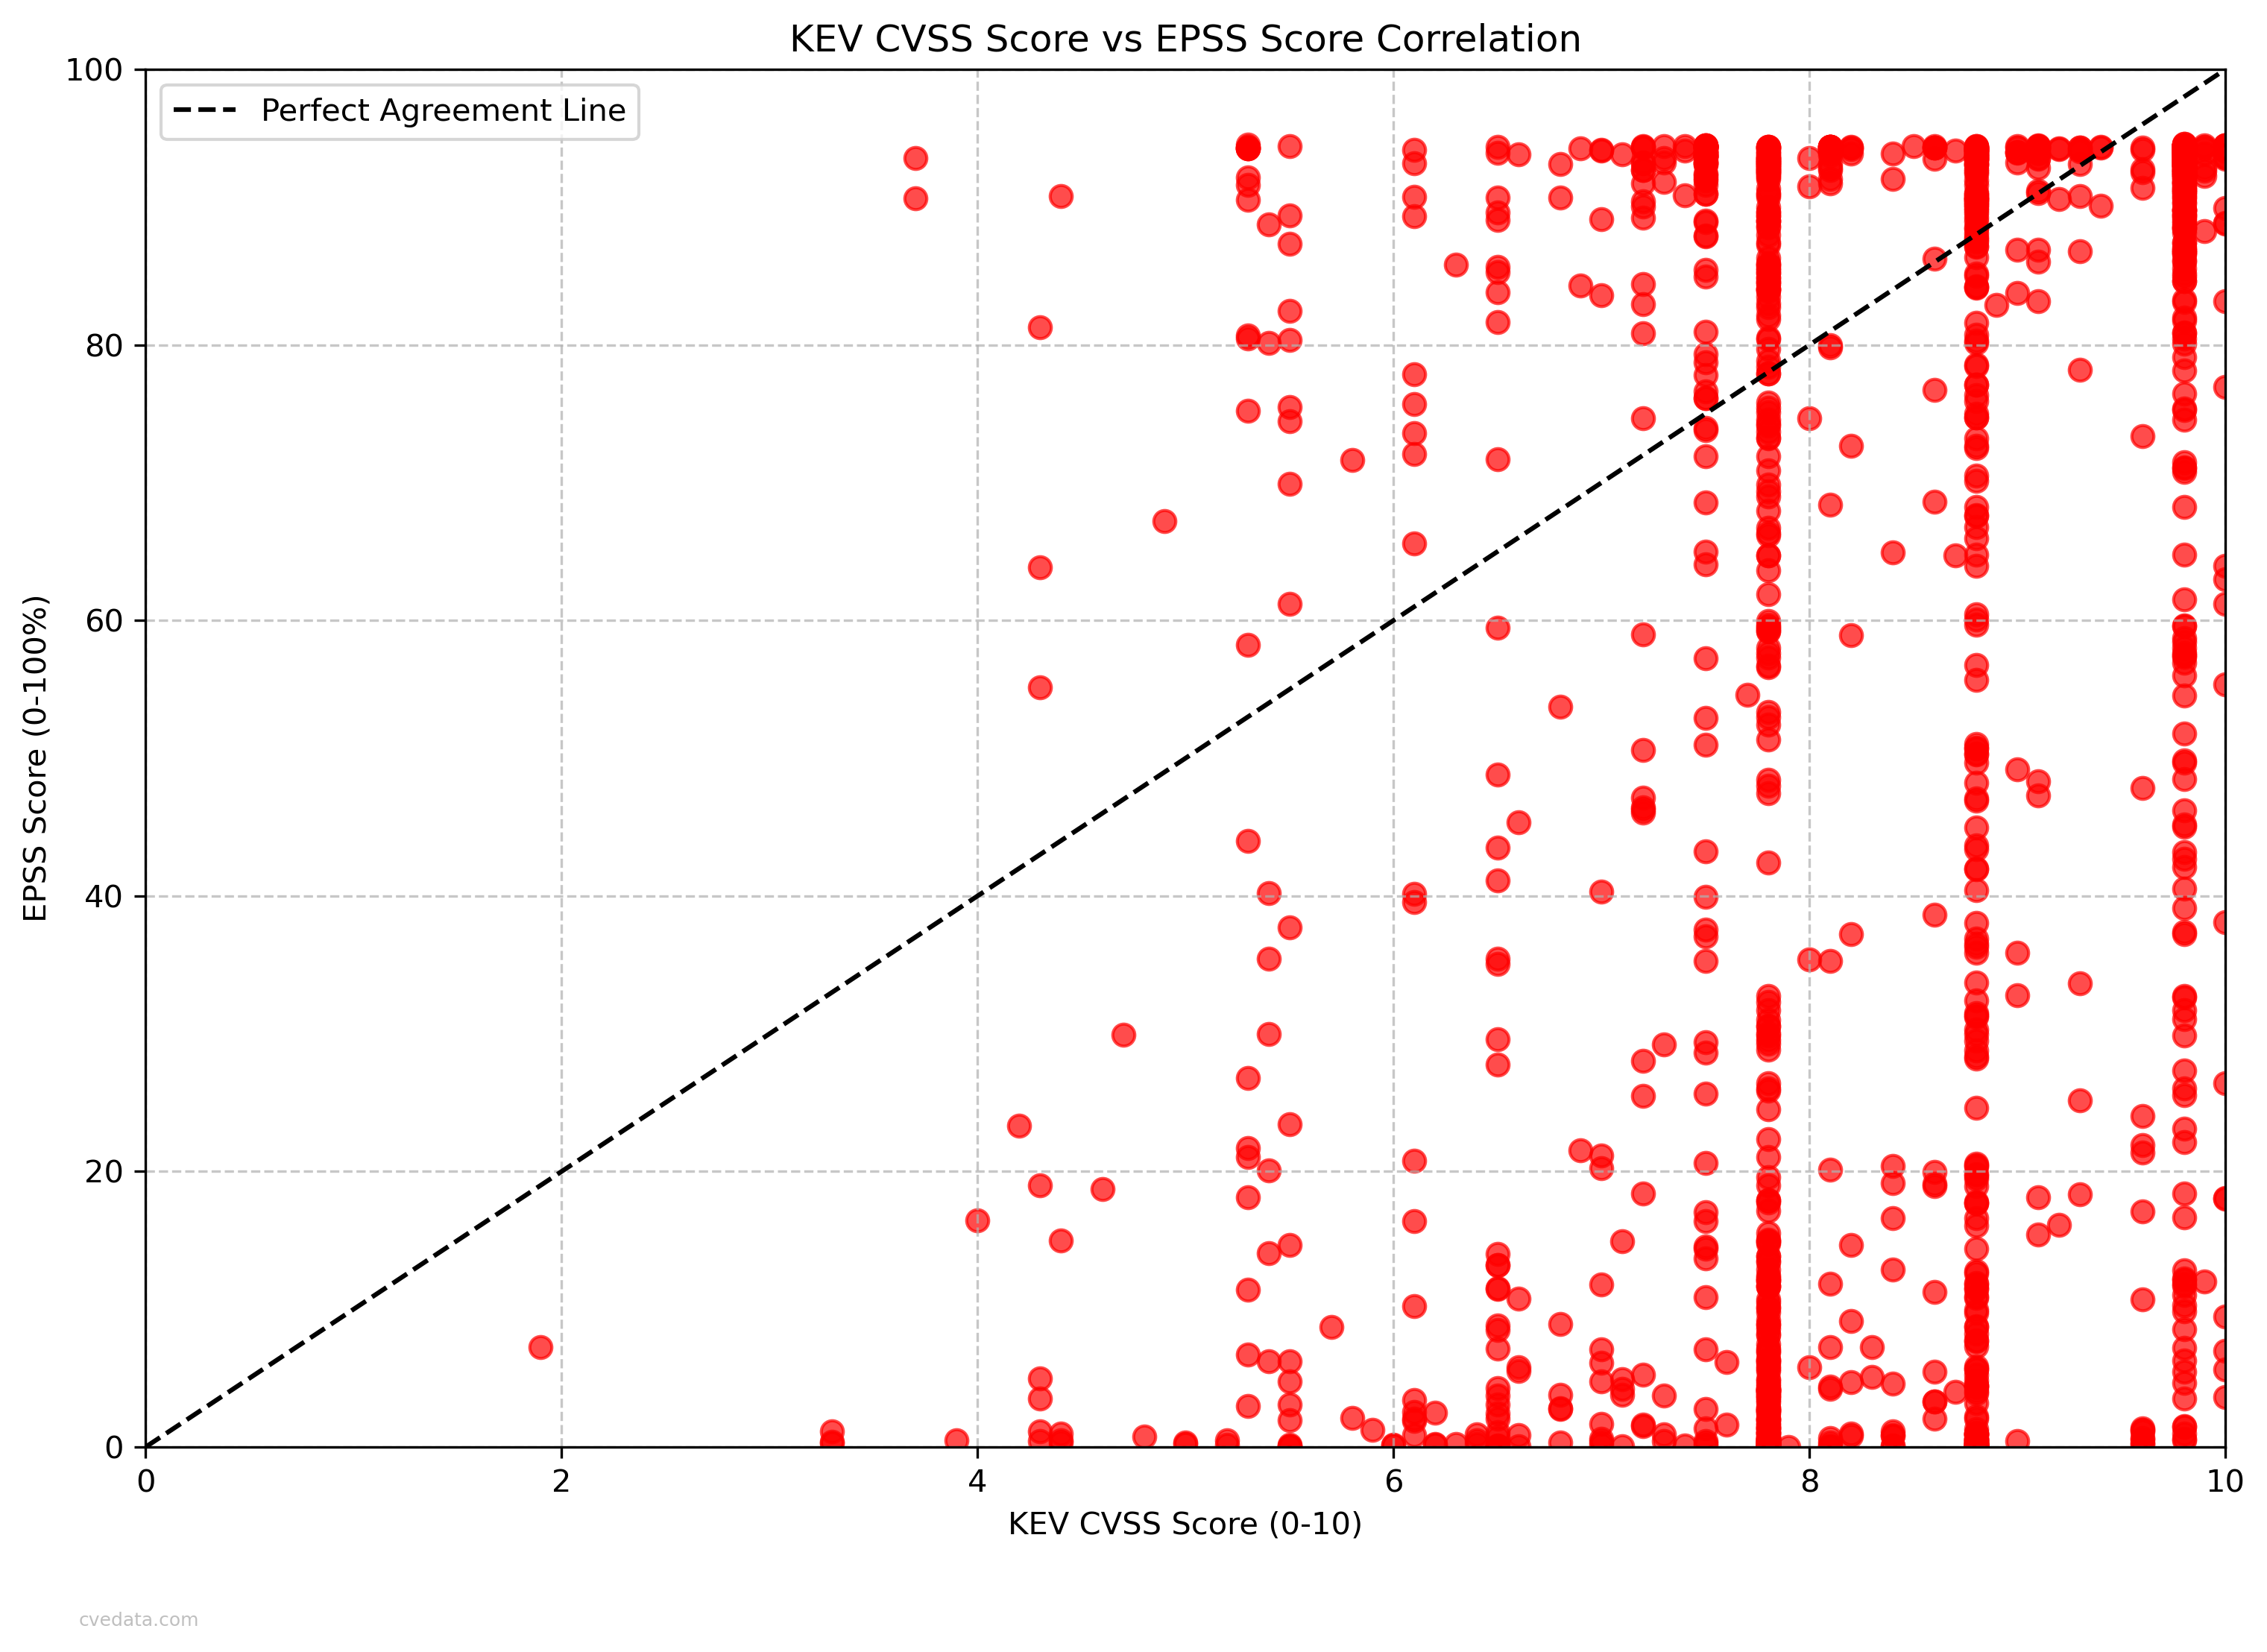 KEV CVSS Score vs EPSS Score Correlation
Perfect Agreement Line
EPSS Score (0-100%)
100
80
60
40
20
0
0 2 4 6 8 10
KEV CVSS Score (0-10)
cvedata.com